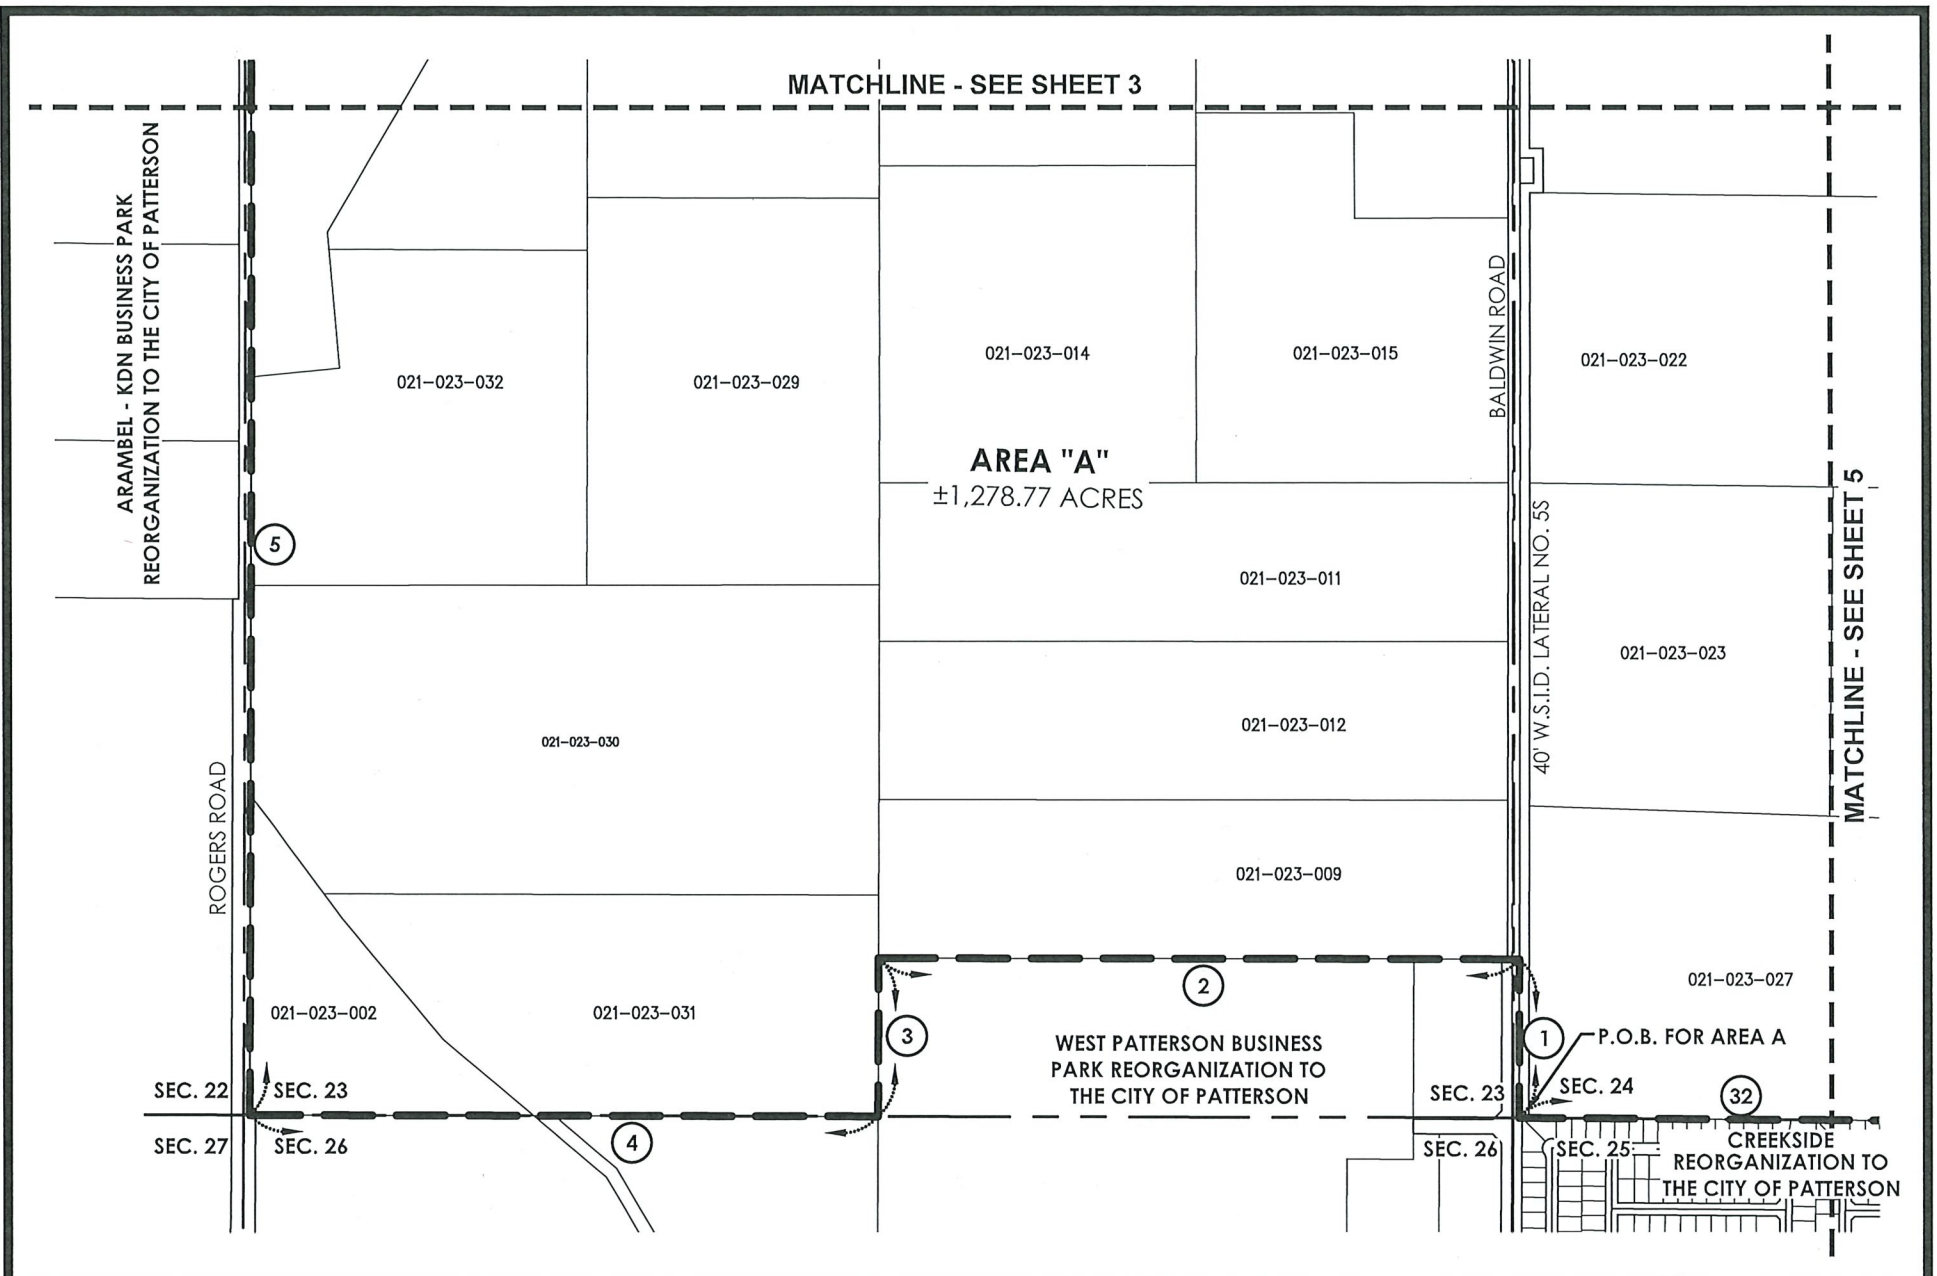 MATCHLINE - SEE SHEET 3
ARAMBEL - KDN BUSINESS PARK
REORGANIZATION TO THE CITY OF PATTERSON
021-023-032
021-023-029
021-023-014
021-023-015
BALDWIN ROAD
021-023-022
AREA "A"
±1,278.77 ACRES
5
40' W.S.I.D. LATERAL NO. 5S
MATCHLINE - SEE SHEET 5
021-023-011
021-023-023
021-023-030
021-023-012
ROGERS ROAD
021-023-009
021-023-002
021-023-031
2
021-023-027
3
WEST PATTERSON BUSINESS
PARK REORGANIZATION TO
THE CITY OF PATTERSON
1
P.O.B. FOR AREA A
SEC. 22
SEC. 23
SEC. 23
SEC. 24
32
SEC. 27
SEC. 26
4
SEC. 26
SEC. 25
CREEKSIDE
REORGANIZATION TO
THE CITY OF PATTERSON